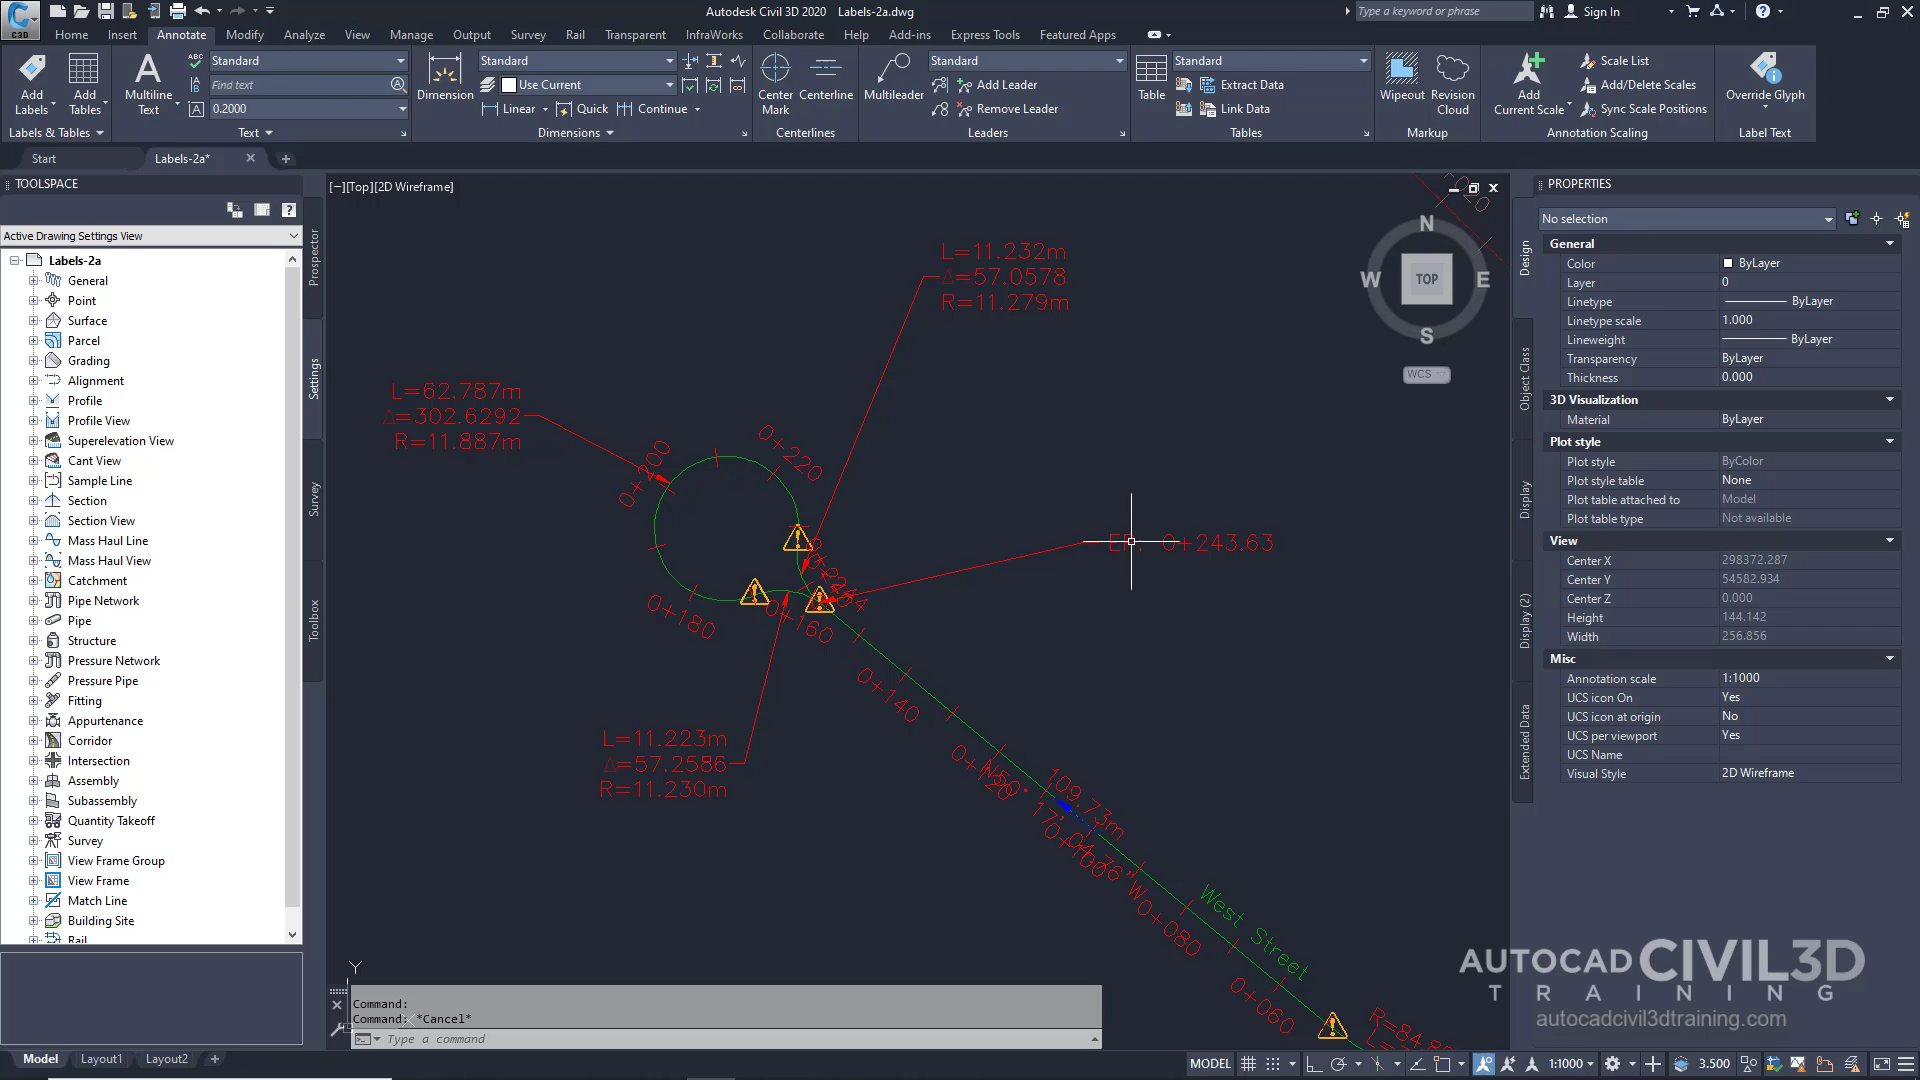 C3D
Autodesk Civil 3D 2020 Labels-2a.dwg
Type a keyword or phrase
Sign In
Home Insert Annotate Modify Analyze View Manage Output Survey Rail Transparent InfraWorks Collaborate Help Add-ins Express Tools Featured Apps
Add Labels
Add Tables
Labels & Tables
Multiline Text
ABC
Standard
Find text
0.2000
Text
Dimension
Standard
Use Current
Linear Quick Continue
Dimensions
Center Mark
Centerline
Centerlines
Multileader
Standard
Add Leader
Remove Leader
Leaders
Table
Standard
Extract Data
Link Data
Tables
Wipeout
Revision Cloud
Markup
Add Current Scale
Scale List
Add/Delete Scales
Sync Scale Positions
Annotation Scaling
Override Glyph
Label Text
Start
Labels-2a*
TOOLSPACE
Active Drawing Settings View
Labels-2a
General
Point
Surface
Parcel
Grading
Alignment
Profile
Profile View
Superelevation View
Cant View
Sample Line
Section
Section View
Mass Haul Line
Mass Haul View
Catchment
Pipe Network
Pipe
Structure
Pressure Network
Pressure Pipe
Fitting
Appurtenance
Corridor
Intersection
Assembly
Subassembly
Quantity Takeoff
Survey
View Frame Group
View Frame
Match Line
Building Site
Rail
Prospector
Settings
Survey
Toolbox
[−][Top][2D Wireframe]
L=11.232m
Δ=57.0578
R=11.279m
L=62.787m
Δ=302.6292
R=11.887m
0+200
0+220
0+243.63
0+180
0+160
0+140
L=11.223m
Δ=57.2586
R=11.230m
109.73m
0+080
West Street
0+060
N
W
TOP
E
S
WCS
Y
X
Command:
Command: *Cancel*
Type a command
Design
Object Class
Display
Display (2)
Extended Data
PROPERTIES
No selection
General
Color ByLayer
Layer 0
Linetype ByLayer
Linetype scale 1.000
Lineweight ByLayer
Transparency ByLayer
Thickness 0.000
3D Visualization
Material ByLayer
Plot style
Plot style ByColor
Plot style table None
Plot table attached to Model
Plot table type Not available
View
Center X 298372.287
Center Y 54582.934
Center Z 0.000
Height 144.142
Width 256.856
Misc
Annotation scale 1:1000
UCS icon On Yes
UCS icon at origin No
UCS per viewport Yes
UCS Name
Visual Style 2D Wireframe
AUTOCAD CIVIL3D
TRAINING
autocadcivil3dtraining.com
Model Layout1 Layout2
MODEL
1:1000
3.500